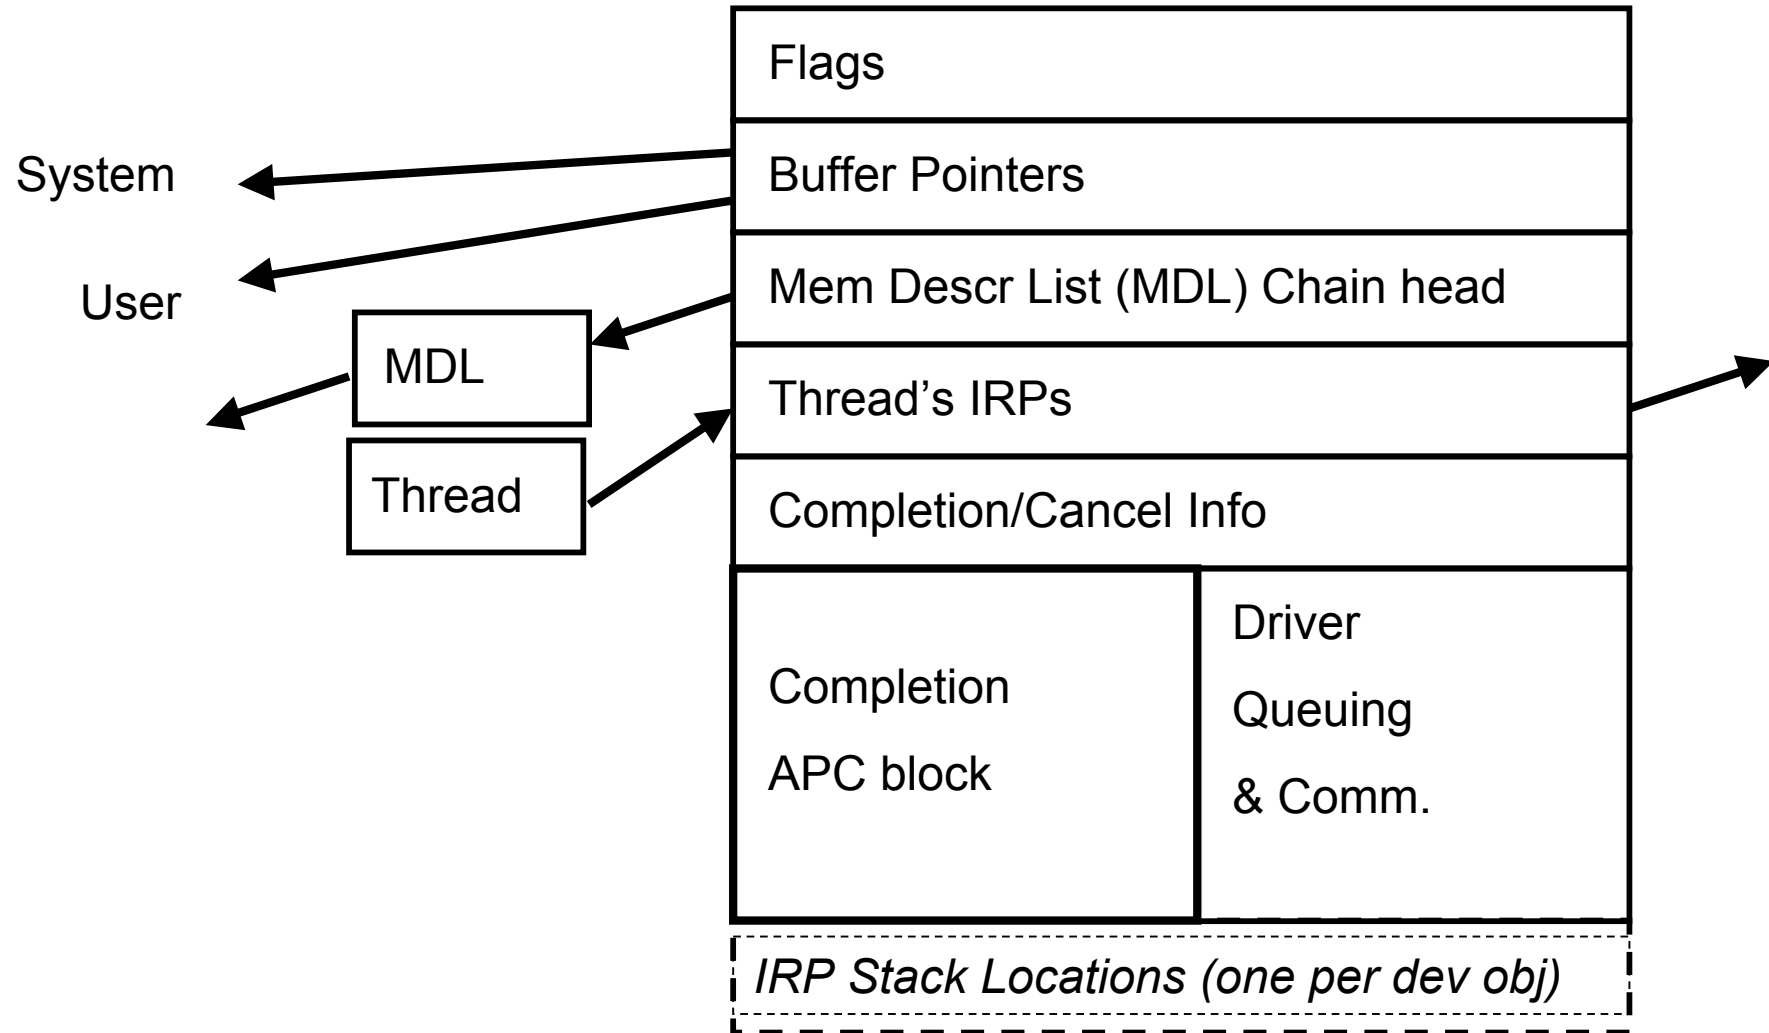 Flags
System
Buffer Pointers
User
Mem Descr List (MDL) Chain head
MDL
Thread’s IRPs
Thread
Completion/Cancel Info
Completion
APC block
Driver
Queuing
& Comm.
IRP Stack Locations (one per dev obj)